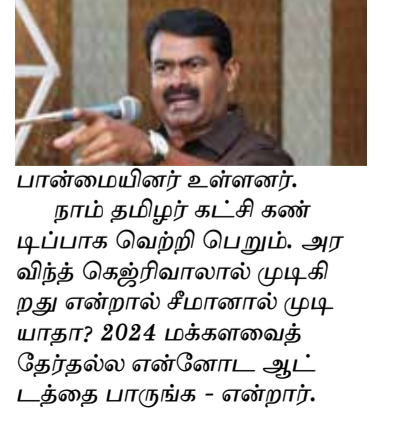 பான்மையினர் உள்ளனர்.
நாம் தமிழர் கட்சி கண்
டிப்பாக வெற்றி பெறும். அர
விந்த் கெஜ்ரிவாலால் முடிகி
றது என்றால் சீமானால் முடி
யாதா? 2024 மக்களவைத்
தேர்தல்ல என்னோட ஆட்
டத்தை பாருங்க - என்றார்.